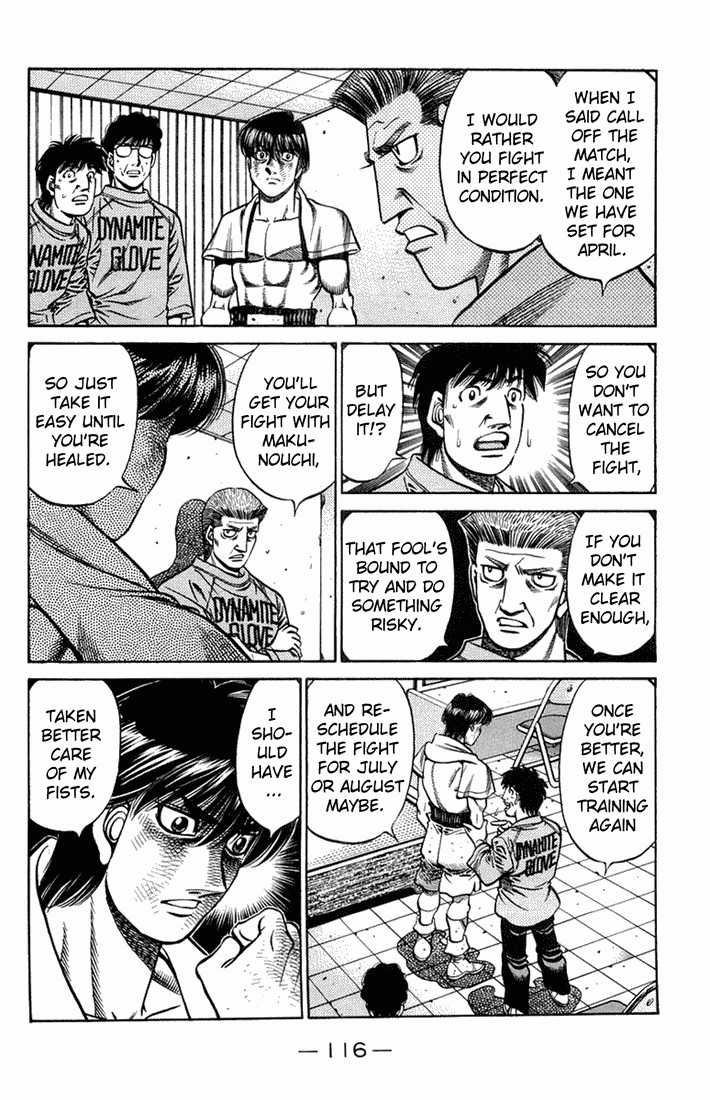 WHEN I
SAID CALL
OFF THE
MATCH,
I MEANT
THE ONE
WE HAVE
SET FOR
APRIL.
I WOULD
RATHER
YOU FIGHT
IN PERFECT
CONDITION.
NAMITE
LOVE
DYNAMITE
GLOVE
SO YOU
DON'T
WANT TO
CANCEL
THE
FIGHT,
BUT
DELAY
IT!?
IF YOU
DON'T
MAKE IT
CLEAR
ENOUGH,
THAT FOOL'S
BOUND TO
TRY AND DO
SOMETHING
RISKY.
YOU'LL
GET YOUR
FIGHT WITH
MAKU-
NOUCHI,
SO JUST
TAKE IT
EASY UNTIL
YOU'RE
HEALED.
DYNAMITE
GLOVE
ONCE
YOU'RE
BETTER,
WE CAN
START
TRAINING
AGAIN
AND RE-
SCHEDULE
THE FIGHT
FOR JULY
OR AUGUST
MAYBE.
DYNAMITE
GLOVE
I
SHO-
ULD
HAVE
...
TAKEN
BETTER
CARE
OF MY
FISTS.
—116—